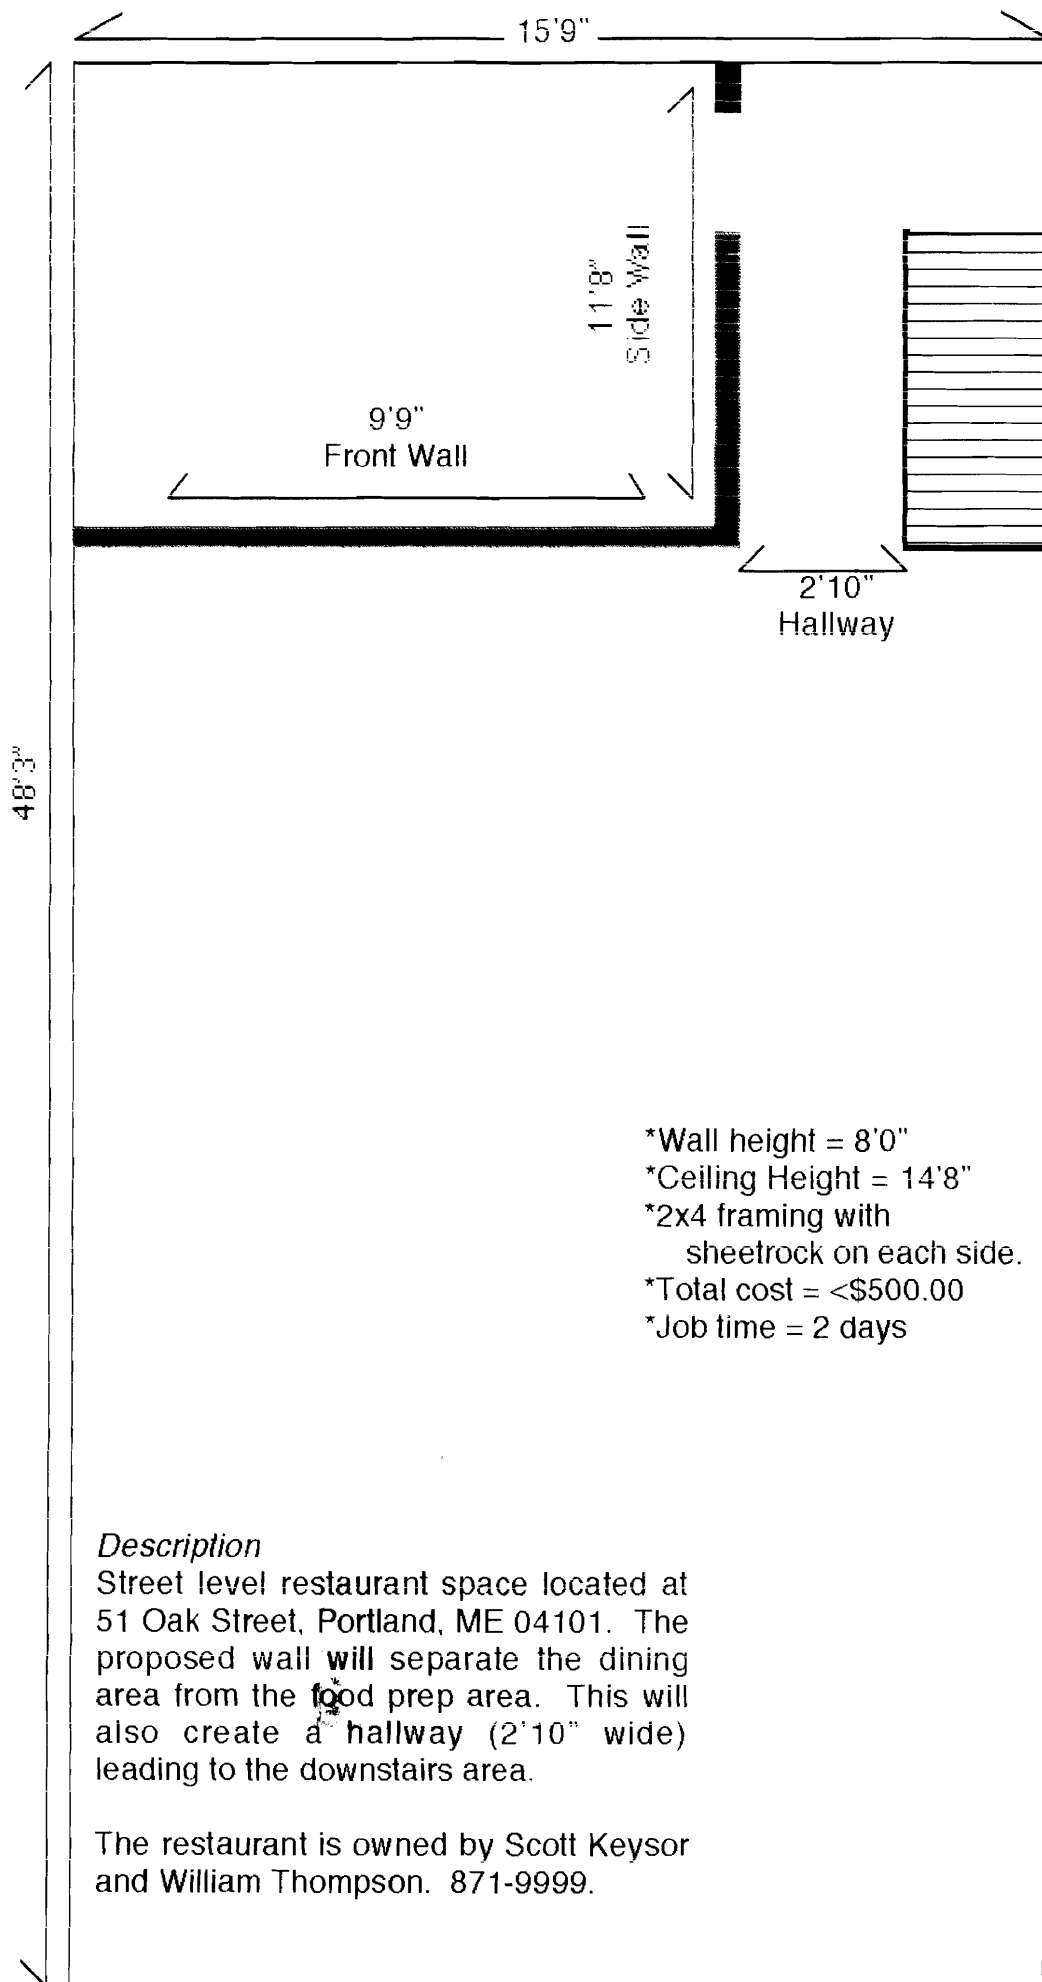 15'9"
11'8"
Side Wall
9'9"
Front Wall
2'10"
Hallway
48'3"
*Wall height = 8'0"
*Ceiling Height = 14'8"
*2x4 framing with
sheetrock on each side.
*Total cost = <$500.00
*Job time = 2 days
Description
Street level restaurant space located at
51 Oak Street, Portland, ME 04101. The
proposed wall will separate the dining
area from the food prep area. This will
also create a hallway (2'10" wide)
leading to the downstairs area.
The restaurant is owned by Scott Keysor
and William Thompson. 871-9999.